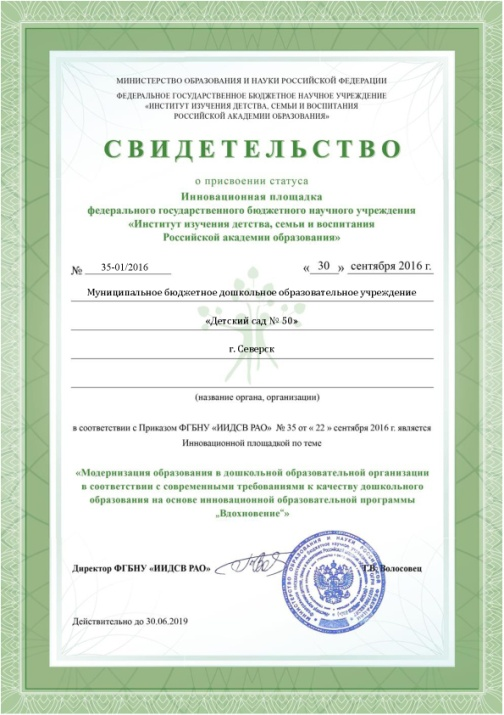 МИНИСТЕРСТВО ОБРАЗОВАНИЯ И НАУКИ РОССИЙСКОЙ ФЕДЕРАЦИИ
ФЕДЕРАЛЬНОЕ ГОСУДАРСТВЕННОЕ БЮДЖЕТНОЕ НАУЧНОЕ УЧРЕЖДЕНИЕ
«ИНСТИТУТ ИЗУЧЕНИЯ ДЕТСТВА, СЕМЬИ И ВОСПИТАНИЯ
РОССИЙСКОЙ АКАДЕМИИ ОБРАЗОВАНИЯ»
СВИДЕТЕЛЬСТВО
о присвоении статуса
Инновационная площадка
федерального государственного бюджетного научного учреждения
«Институт изучения детства, семьи и воспитания
Российской академии образования»
№ 35-01/2016 « 30 » сентября 2016 г.
Муниципальное бюджетное дошкольное образовательное учреждение
«Детский сад № 50»
г. Северск
(название органа, организации)
в соответствии с Приказом ФГБНУ «ИИДСВ РАО» № 35 от « 22 » сентября 2016 г. является
Инновационной площадкой по теме
«Модернизация образования в дошкольной образовательной организации
в соответствии с современными требованиями к качеству дошкольного
образования на основе инновационной образовательной программы
„Вдохновение"»
Директор ФГБНУ «ИИДСВ РАО» Т.В. Волосовец
Действительно до 30.06.2019